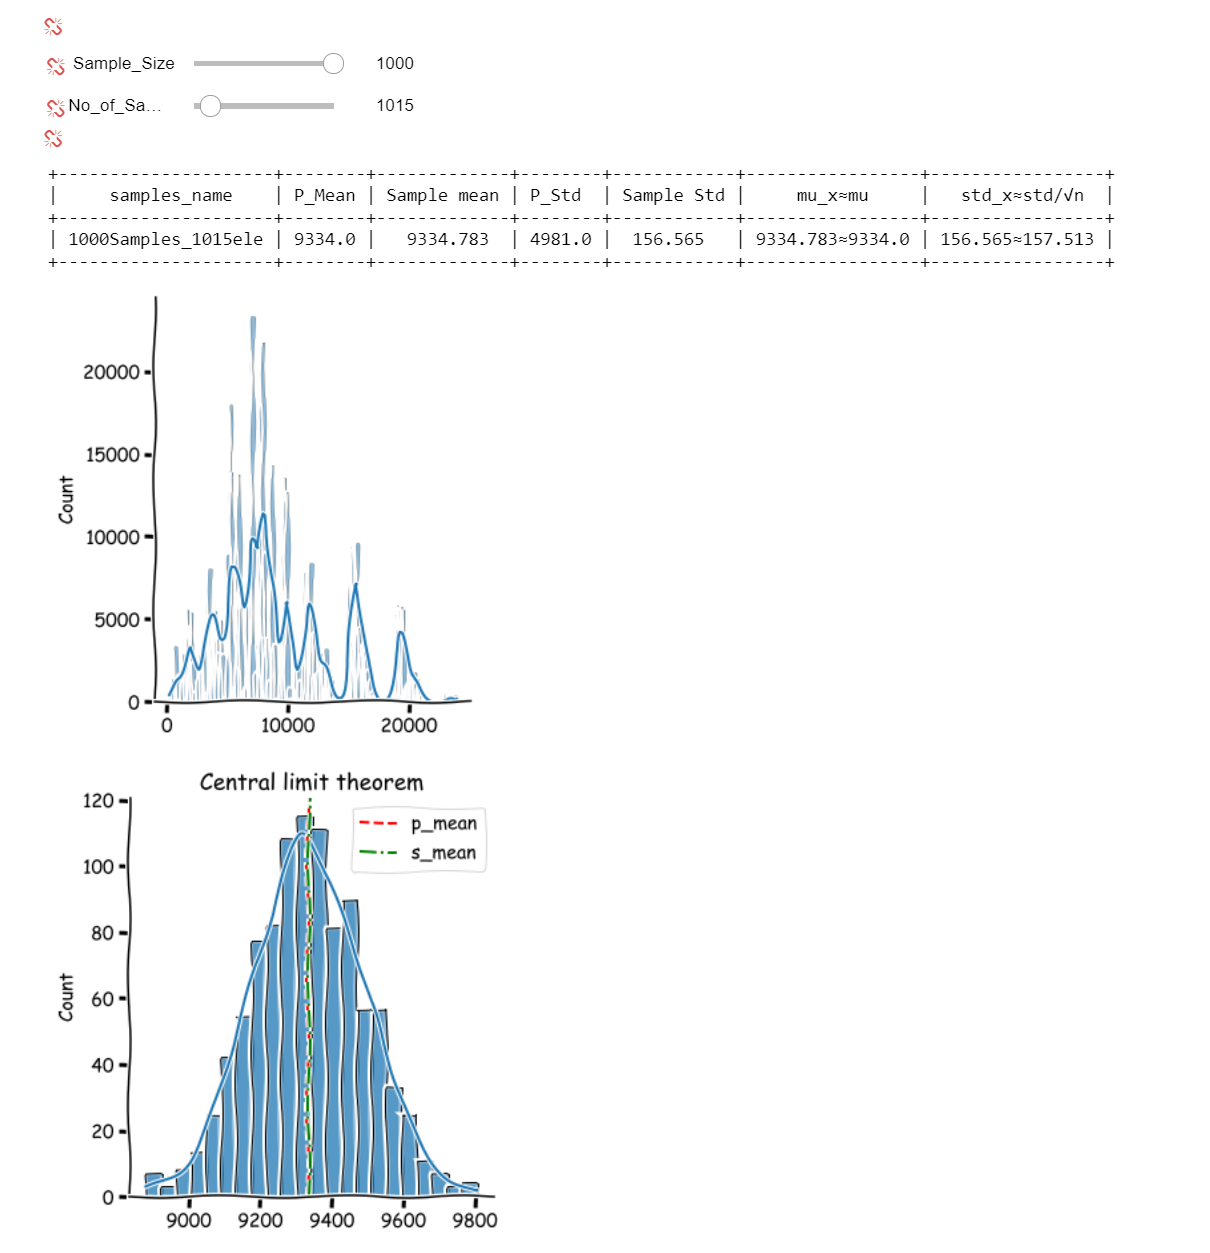 Sample_Size 1000
No_of_Sa... 1015
+--------------------+--------+-------------+--------+------------+-----------------+-----------------+
| samples_name | P_Mean | Sample mean | P_Std | Sample Std | mu_x≈mu | std_x≈std/√n |
+--------------------+--------+-------------+--------+------------+-----------------+-----------------+
| 1000Samples_1015ele | 9334.0 | 9334.783 | 4981.0 | 156.565 | 9334.783≈9334.0 | 156.565≈157.513 |
+--------------------+--------+-------------+--------+------------+-----------------+-----------------+
20000
15000
Count
10000
5000
0
0 10000 20000
Central limit theorem
120
p_mean
s_mean
100
80
60
Count
40
20
0
9000 9200 9400 9600 9800